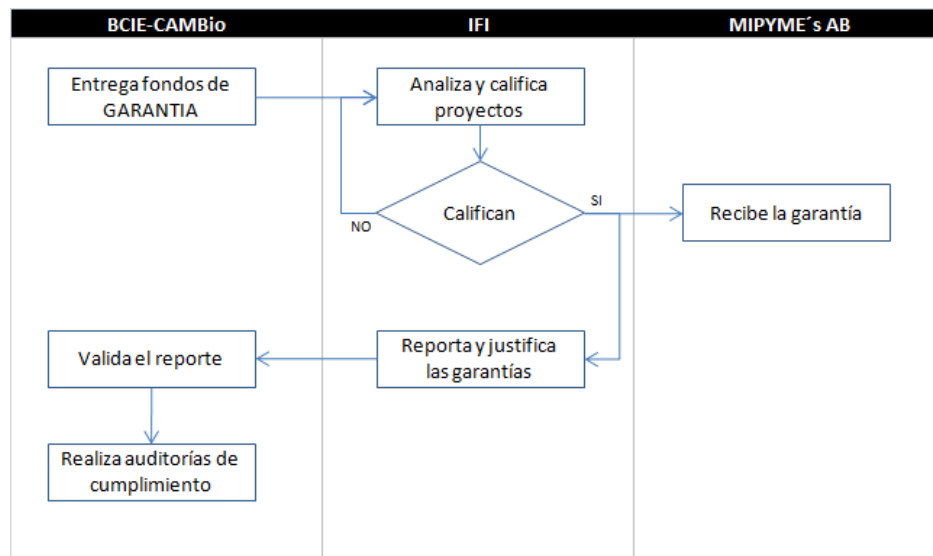 BCIE-CAMBio
IFI
MIPYME´s AB
Entrega fondos de
GARANTIA
Analiza y califica
proyectos
Califican
SI
NO
Recibe la garantía
Valida el reporte
Reporta y justifica
las garantías
Realiza auditorías de
cumplimiento